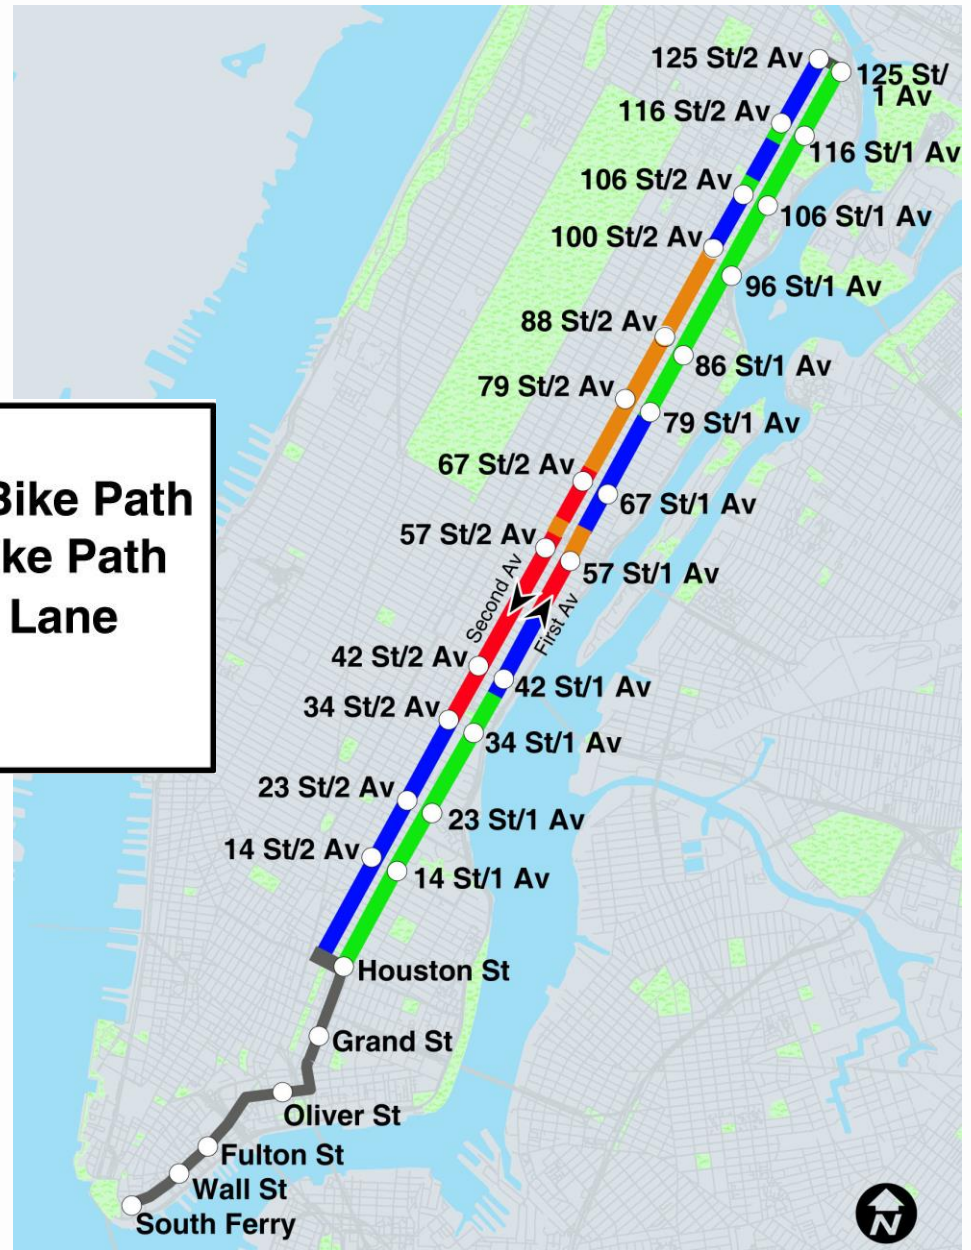 125 St/2 Av
125 St/
1 Av
116 St/2 Av
116 St/1 Av
106 St/2 Av
106 St/1 Av
100 St/2 Av
96 St/1 Av
88 St/2 Av
86 St/1 Av
79 St/2 Av
79 St/1 Av
67 St/2 Av
67 St/1 Av
Bike Path
ke Path
Lane
57 St/2 Av
57 St/1 Av
Second Av
First Av
42 St/2 Av
42 St/1 Av
34 St/2 Av
34 St/1 Av
23 St/2 Av
23 St/1 Av
14 St/2 Av
14 St/1 Av
Houston St
Grand St
Oliver St
Fulton St
Wall St
South Ferry
N